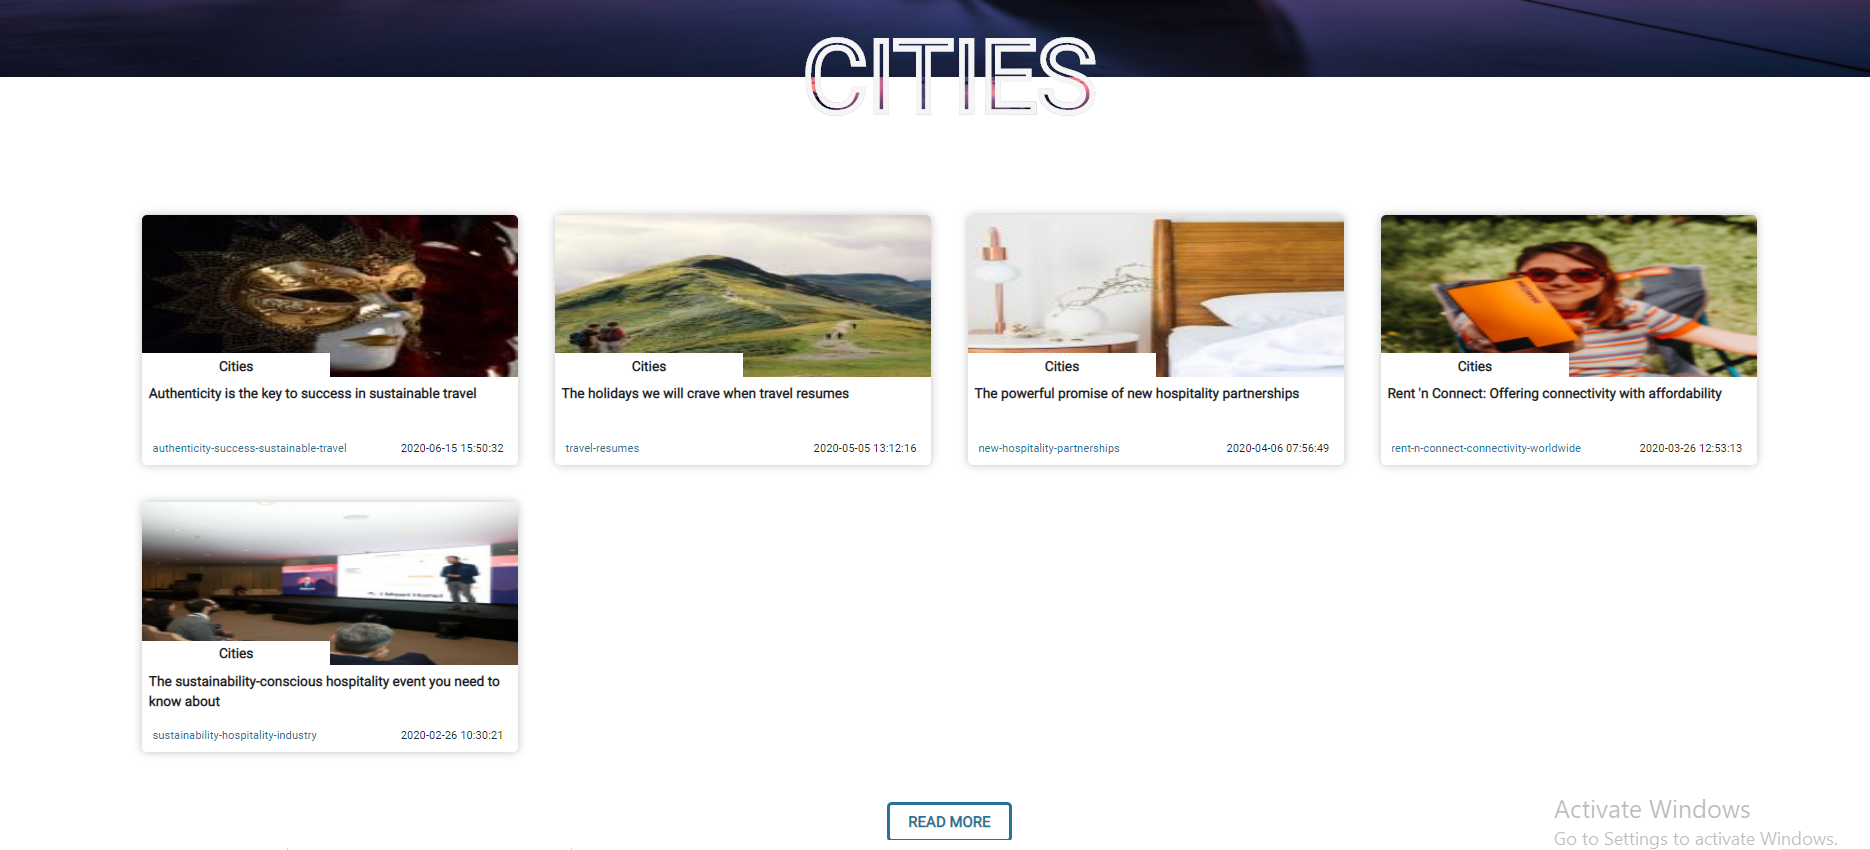 CITIES
Cities
Authenticity is the key to success in sustainable travel
authenticity-success-sustainable-travel 2020-06-15 15:50:32
Cities
The holidays we will crave when travel resumes
travel-resumes 2020-05-05 13:12:16
Cities
The powerful promise of new hospitality partnerships
new-hospitality-partnerships 2020-04-06 07:56:49
Cities
Rent 'n Connect: Offering connectivity with affordability
rent-n-connect-connectivity-worldwide 2020-03-26 12:53:13
Cities
The sustainability-conscious hospitality event you need to
know about
sustainability-hospitality-industry 2020-02-26 10:30:21
READ MORE
Activate Windows
Go to Settings to activate Windows.